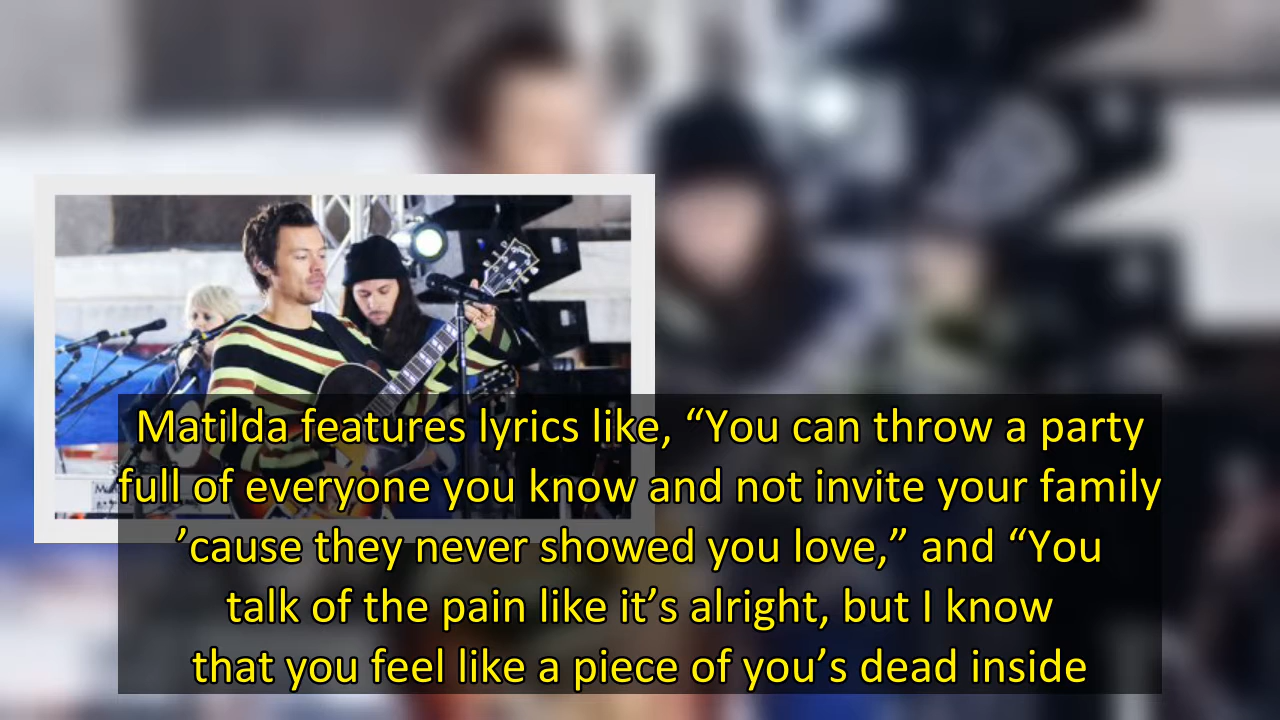 Matilda features lyrics like, “You can throw a party
full of everyone you know and not invite your family
’cause they never showed you love,” and “You
talk of the pain like it’s alright, but I know
that you feel like a piece of you’s dead inside